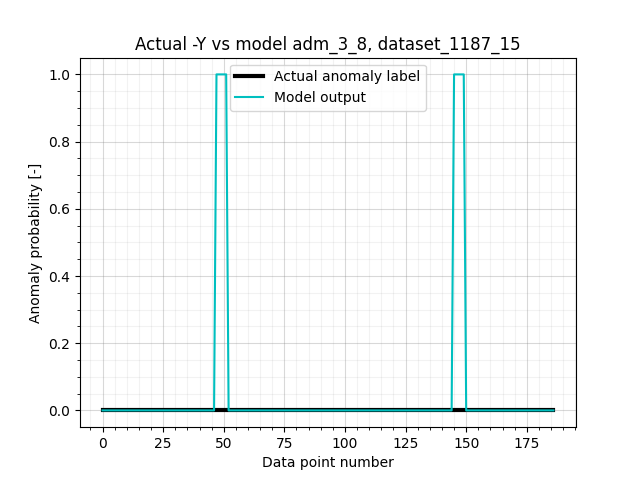 Actual -Y vs model adm_3_8, dataset_1187_15
Actual anomaly label
Model output
Anomaly probability [-]
1.0
0.8
0.6
0.4
0.2
0.0
0 25 50 75 100 125 150 175
Data point number